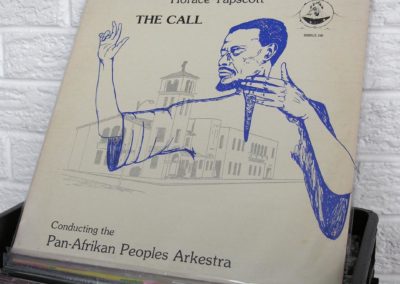 Horace Tapscott
THE CALL
Conducting the
Pan-Afrikan Peoples Arkestra